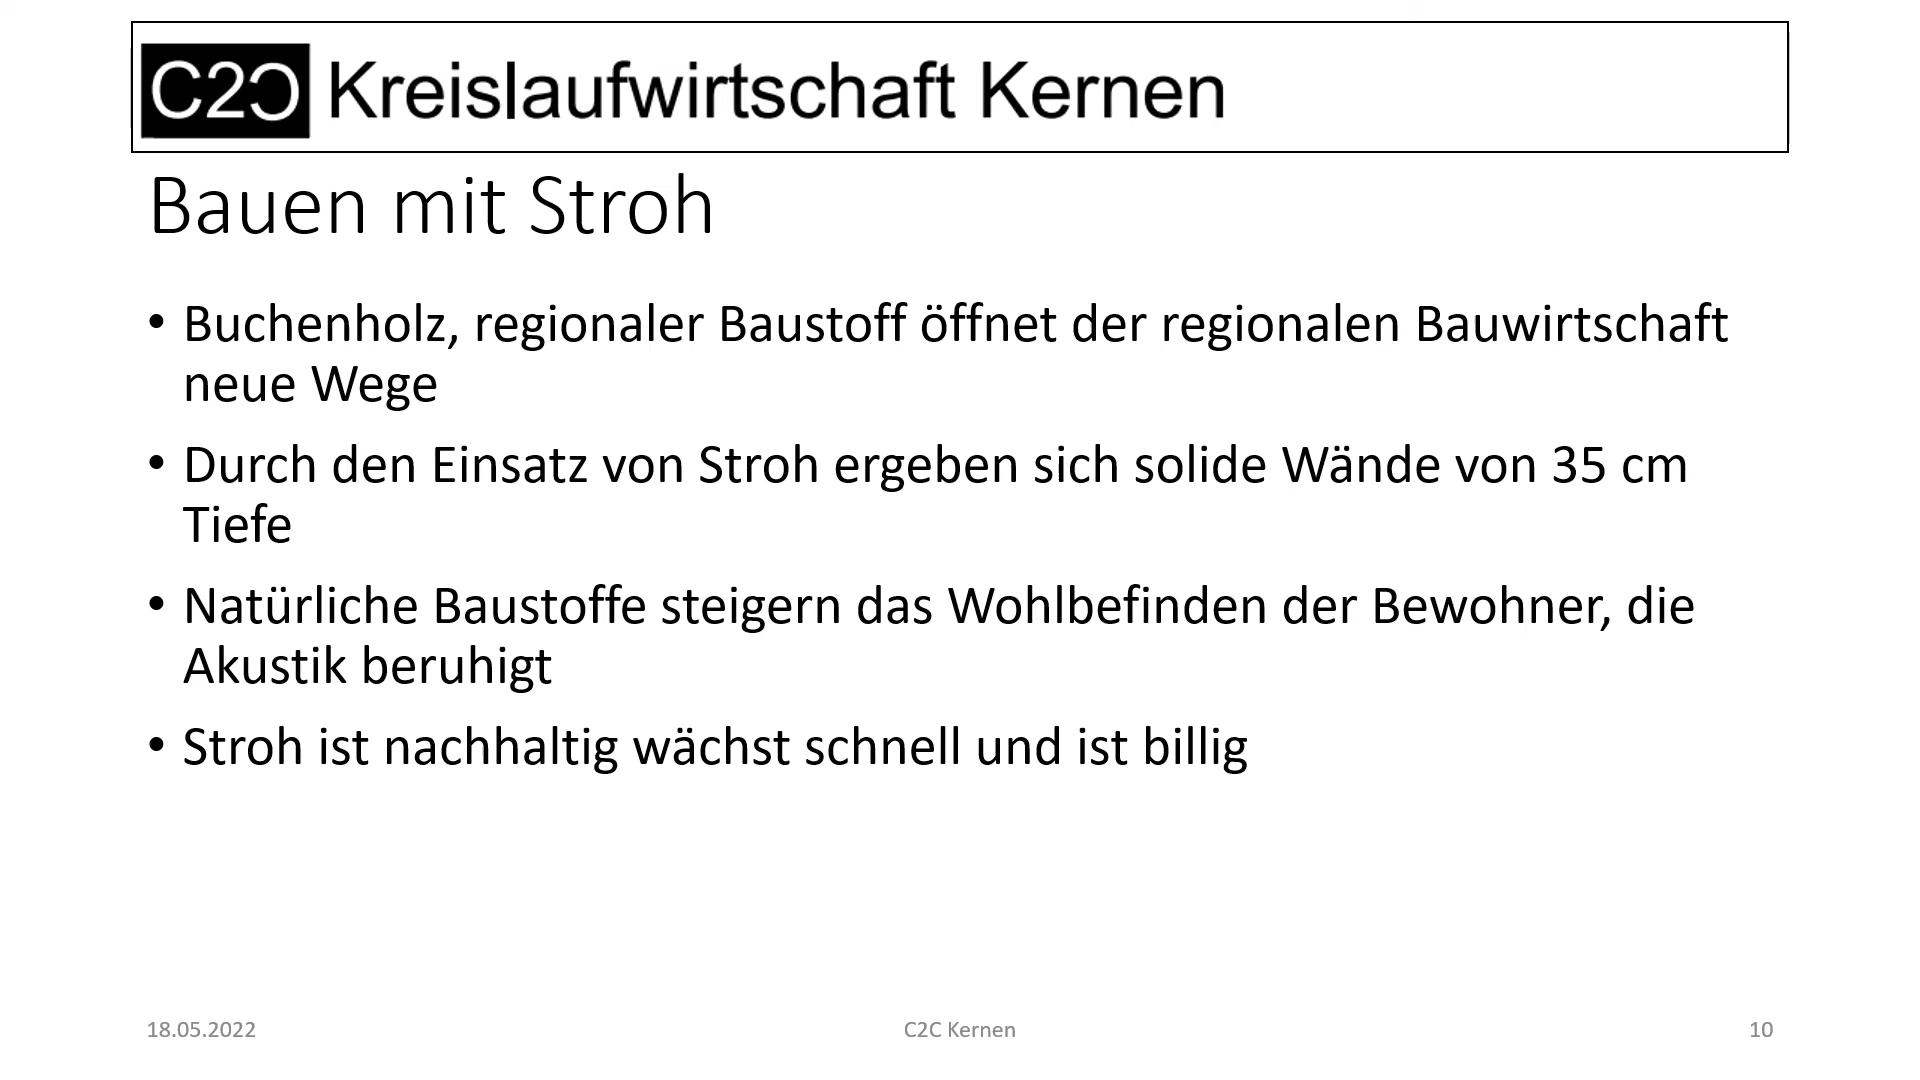 C2C Kreislaufwirtschaft Kernen
Bauen mit Stroh
• Buchenholz, regionaler Baustoff öffnet der regionalen Bauwirtschaft
neue Wege
• Durch den Einsatz von Stroh ergeben sich solide Wände von 35 cm
Tiefe
• Natürliche Baustoffe steigern das Wohlbefinden der Bewohner, die
Akustik beruhigt
• Stroh ist nachhaltig wächst schnell und ist billig
18.05.2022
C2C Kernen
10